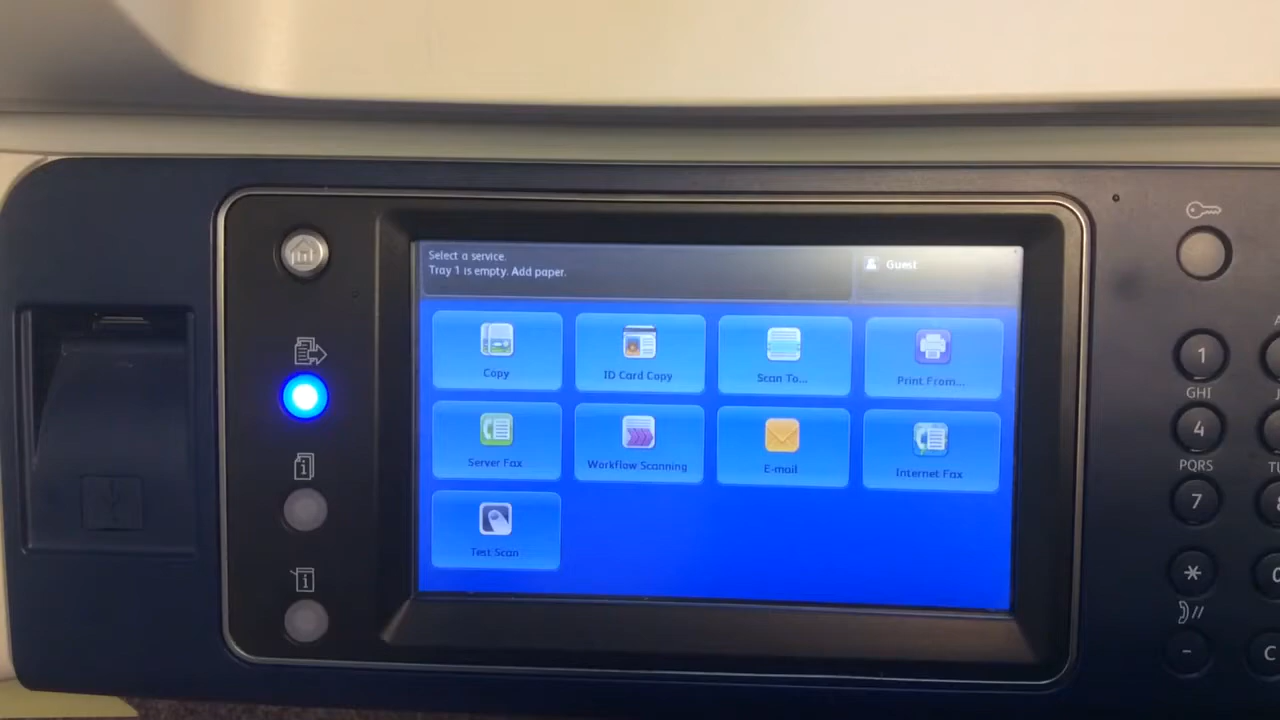 Select a service.
Tray 1 is empty. Add paper.
Guest
Copy
ID Card Copy
Scan To...
Print From...
Server Fax
Workflow Scanning
E-mail
Internet Fax
Test Scan
1
GHI
4
PQRS
7
*
-
C